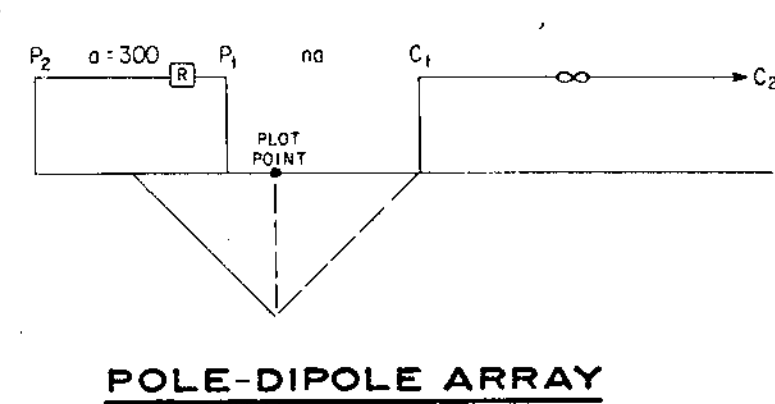 P₂ a = 300 R P₁ na C₁ ∞ C₂
PLOT
POINT
POLE-DIPOLE ARRAY